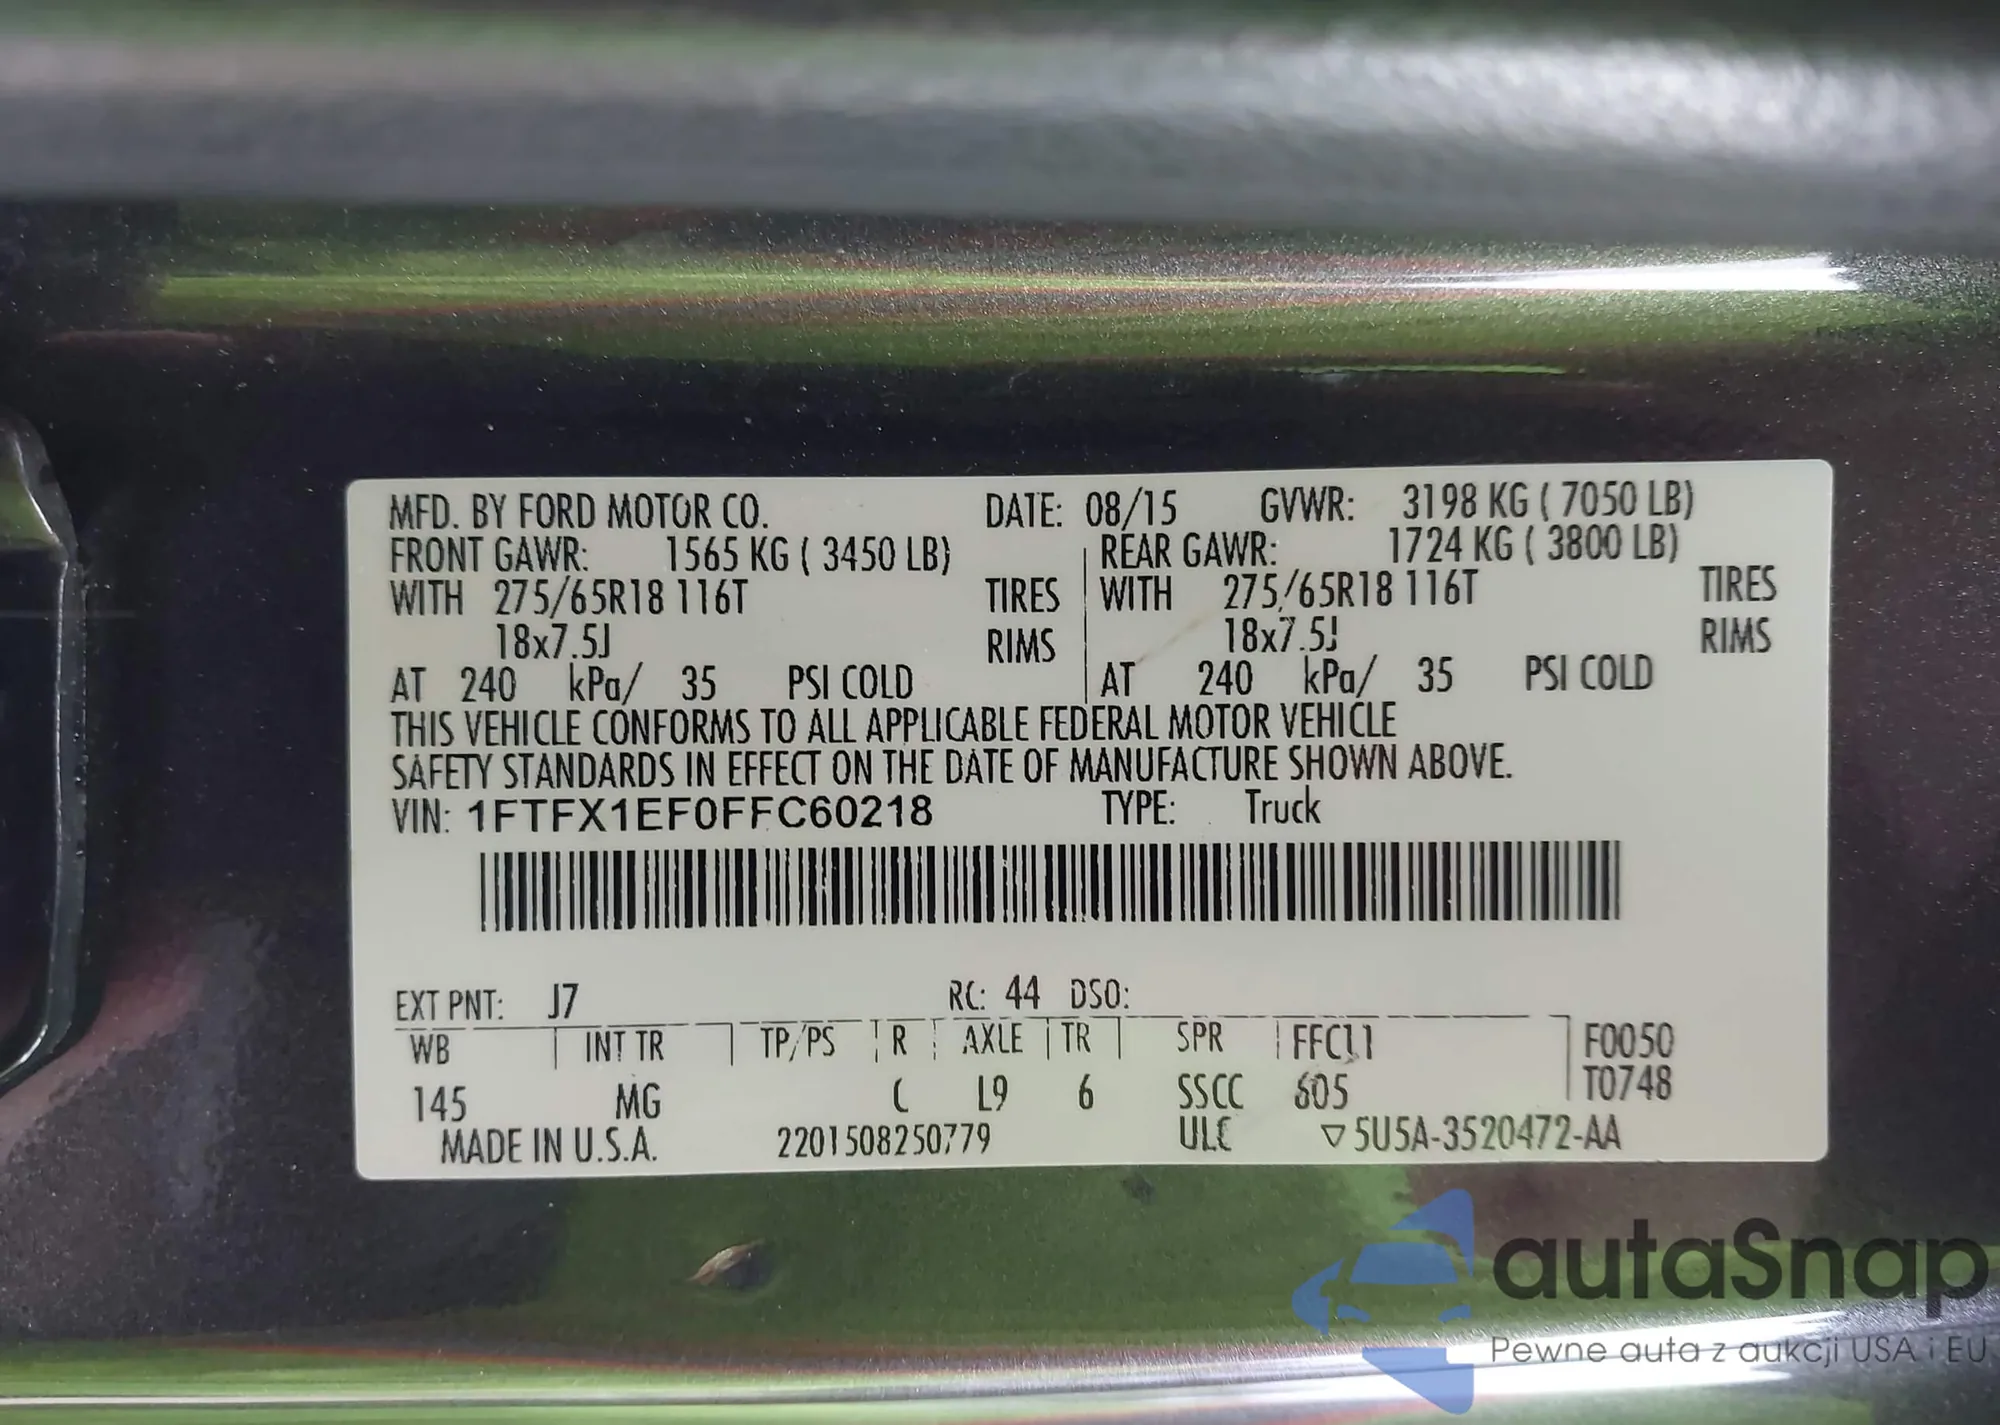 MFD. BY FORD MOTOR CO. DATE: 08/15 GVWR: 3198 KG ( 7050 LB)
FRONT GAWR: 1565 KG ( 3450 LB) REAR GAWR: 1724 KG ( 3800 LB)
WITH 275/65R18 116T TIRES WITH 275/65R18 116T TIRES
18x7.5J RIMS 18x7.5J RIMS
AT 240 kPa/ 35 PSI COLD AT 240 kPa/ 35 PSI COLD
THIS VEHICLE CONFORMS TO ALL APPLICABLE FEDERAL MOTOR VEHICLE
SAFETY STANDARDS IN EFFECT ON THE DATE OF MANUFACTURE SHOWN ABOVE.
VIN: 1FTFX1EF0FFC60218 TYPE: Truck
EXT PNT: J7 RC: 44 DSO:
WB INT TR TP/PS R AXLE TR SPR FFC11 F0050
145 MG C L9 6 SSCC 605 T0748
MADE IN U.S.A. 2201508250779 ULC ▽5U5A-3520472-AA
autaSnap
Pewne auta z aukcji USA i EU